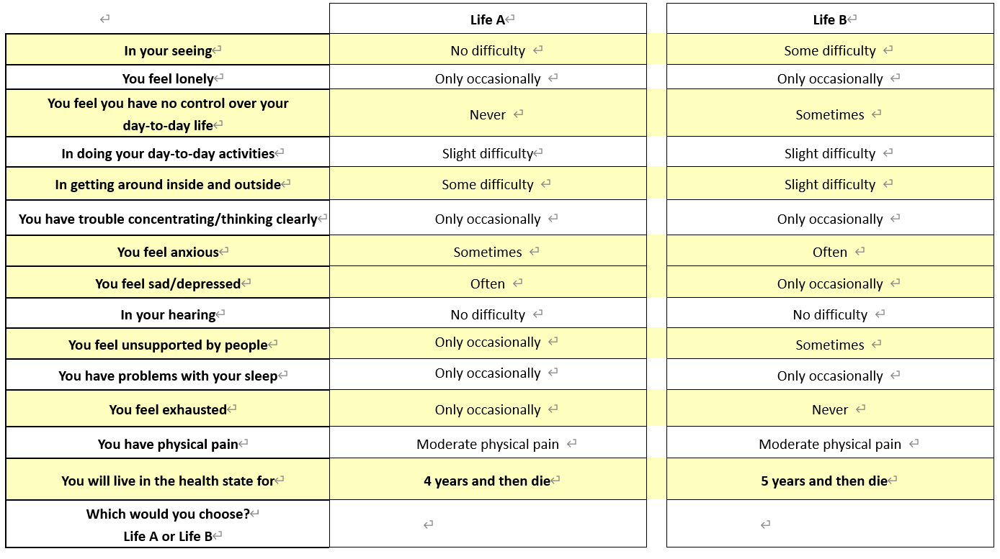 Life A Life B
In your seeing No difficulty Some difficulty
You feel lonely Only occasionally Only occasionally
You feel you have no control over your
day-to-day life Never Sometimes
In doing your day-to-day activities Slight difficulty Slight difficulty
In getting around inside and outside Some difficulty Slight difficulty
You have trouble concentrating/thinking clearly Only occasionally Only occasionally
You feel anxious Sometimes Often
You feel sad/depressed Often Only occasionally
In your hearing No difficulty No difficulty
You feel unsupported by people Only occasionally Sometimes
You have problems with your sleep Only occasionally Only occasionally
You feel exhausted Only occasionally Never
You have physical pain Moderate physical pain Moderate physical pain
You will live in the health state for 4 years and then die 5 years and then die
Which would you choose?
Life A or Life B